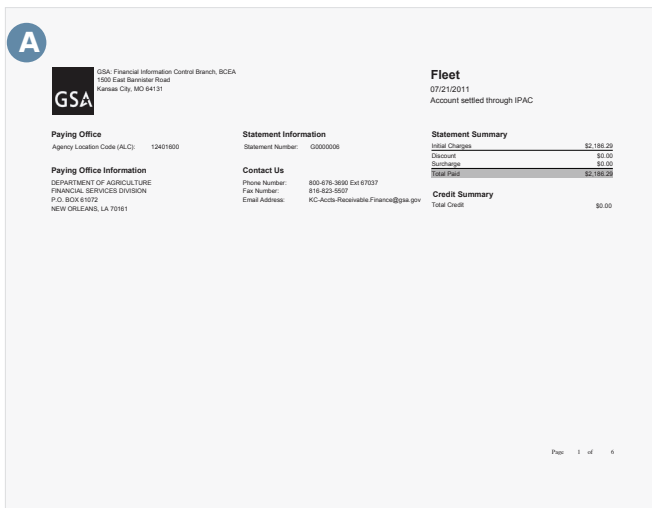 A
GSA
GSA: Financial Information Control Branch, BCEA
1500 East Bannister Road
Kansas City, MO 64131
Fleet
07/21/2011
Account settled through IPAC
Paying Office
Agency Location Code (ALC): 12401600
Statement Information
Statement Number: G0000006
Statement Summary
Initial Charges $2,186.29
Discount $0.00
Surcharge $0.00
Total Paid $2,186.29
Paying Office Information
DEPARTMENT OF AGRICULTURE
FINANCIAL SERVICES DIVISION
P.O. BOX 61072
NEW ORLEANS, LA 70161
Contact Us
Phone Number: 800-676-3690 Ext 67037
Fax Number: 816-823-5507
Email Address: KC-Accts-Receivable.Finance@gsa.gov
Credit Summary
Total Credit $0.00
Page 1 of 6